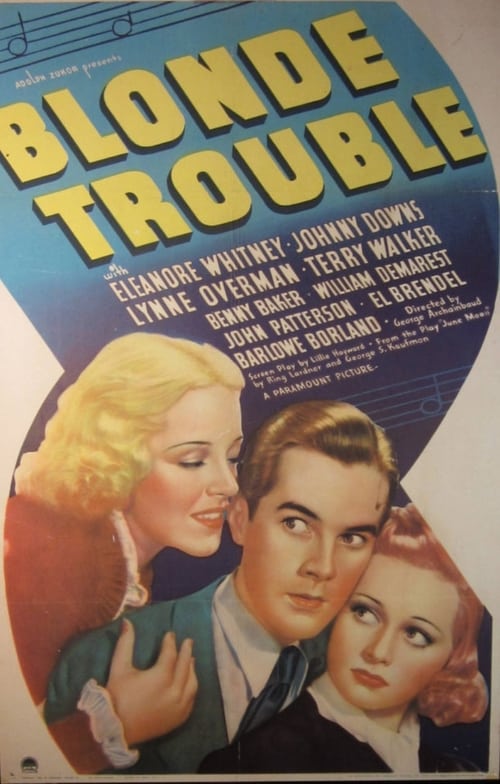 ADOLPH ZUKOR presents
BLONDE
TROUBLE
with
ELEANORE WHITNEY · JOHNNY DOWNS
LYNNE OVERMAN · TERRY WALKER
BENNY BAKER · WILLIAM DEMAREST
JOHN PATTERSON · EL BRENDEL
BARLOWE BORLAND · Directed by
George Archainbaud
Screen Play by Lillie Hayward · From the Play "June Moon"
by Ring Lardner and George S. Kaufman
A PARAMOUNT PICTURE -